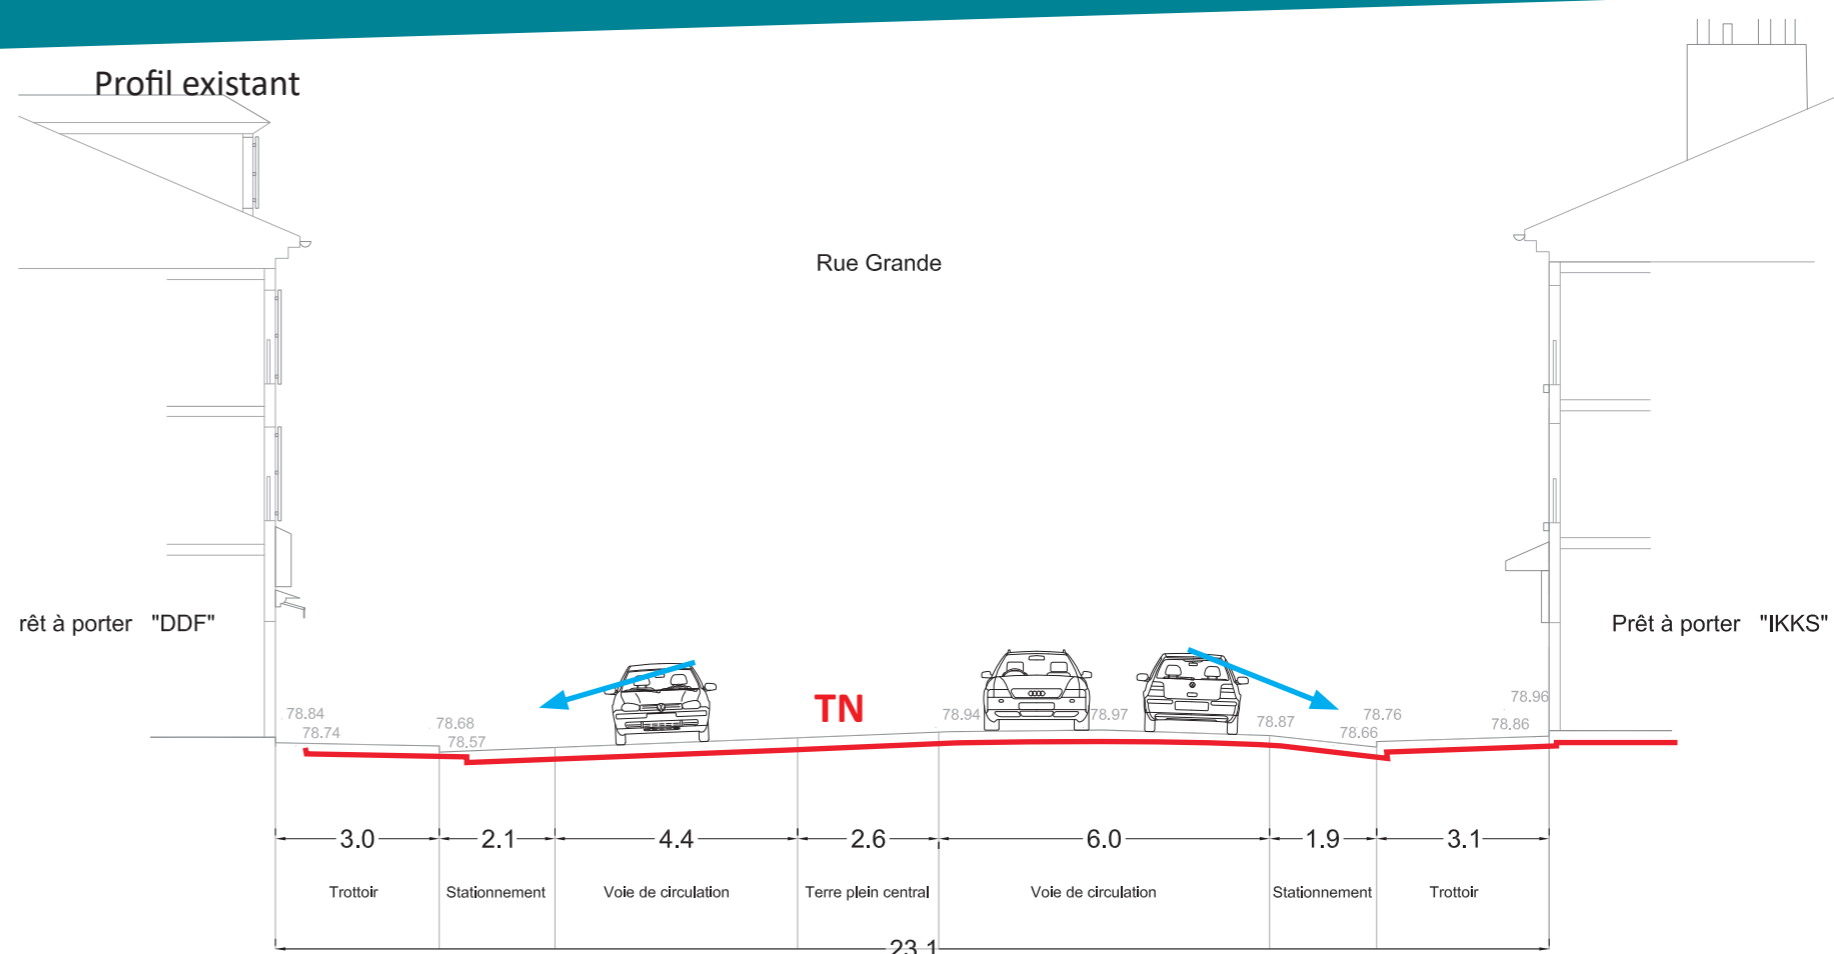 Profil existant
Rue Grande
rêt à porter "DDF"
Prêt à porter "IKKS"
TN
78.84
78.74
78.68
78.57
78.94
78.97
78.87
78.76
78.66
78.96
78.86
3.0
2.1
4.4
2.6
6.0
1.9
3.1
Trottoir
Stationnement
Voie de circulation
Terre plein central
Voie de circulation
Stationnement
Trottoir
23.1